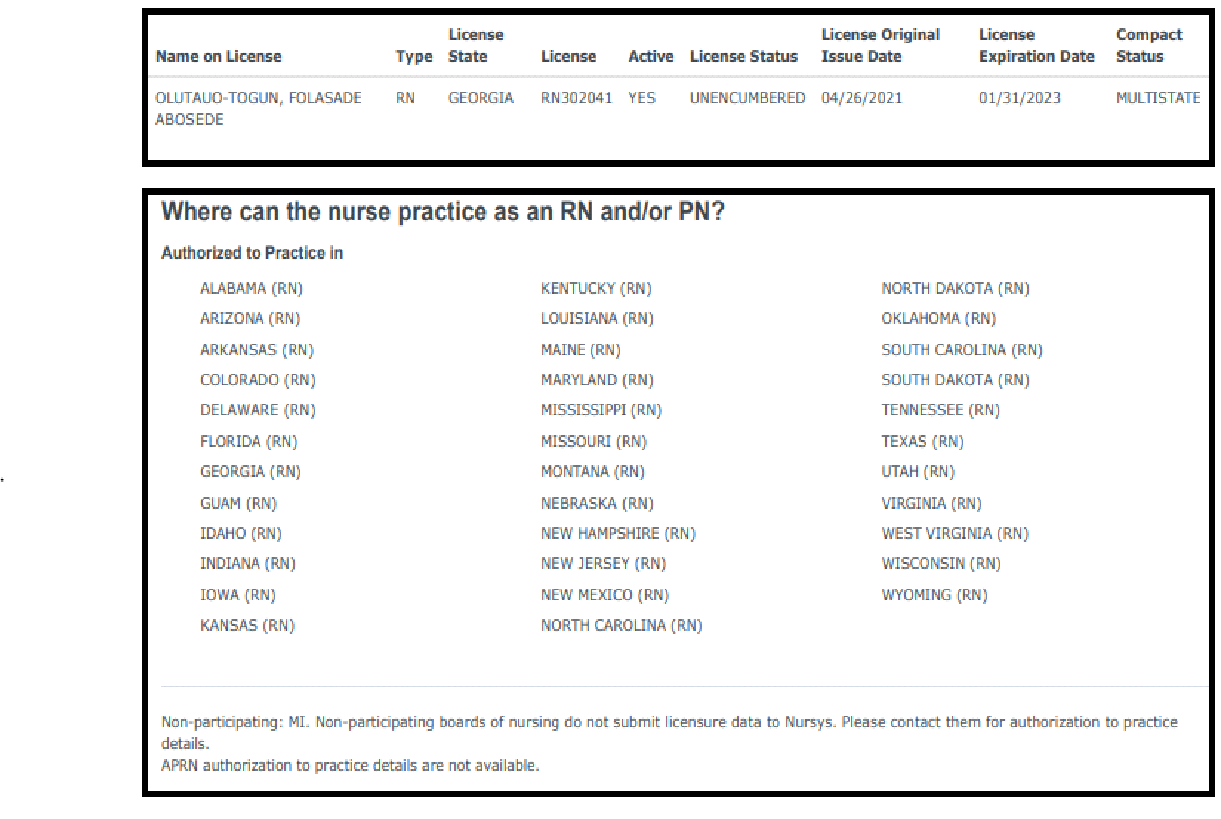 Name on License Type License State License Active License Status License Original Issue Date License Expiration Date Compact Status
OLUTAUO-TOGUN, FOLASADE ABOSEDE RN GEORGIA RN302041 YES UNENCUMBERED 04/26/2021 01/31/2023 MULTISTATE
Where can the nurse practice as an RN and/or PN?
Authorized to Practice in
ALABAMA (RN) KENTUCKY (RN) NORTH DAKOTA (RN)
ARIZONA (RN) LOUISIANA (RN) OKLAHOMA (RN)
ARKANSAS (RN) MAINE (RN) SOUTH CAROLINA (RN)
COLORADO (RN) MARYLAND (RN) SOUTH DAKOTA (RN)
DELAWARE (RN) MISSISSIPPI (RN) TENNESSEE (RN)
FLORIDA (RN) MISSOURI (RN) TEXAS (RN)
GEORGIA (RN) MONTANA (RN) UTAH (RN)
GUAM (RN) NEBRASKA (RN) VIRGINIA (RN)
IDAHO (RN) NEW HAMPSHIRE (RN) WEST VIRGINIA (RN)
INDIANA (RN) NEW JERSEY (RN) WISCONSIN (RN)
IOWA (RN) NEW MEXICO (RN) WYOMING (RN)
KANSAS (RN) NORTH CAROLINA (RN)
Non-participating: MI. Non-participating boards of nursing do not submit licensure data to Nursys. Please contact them for authorization to practice
details.
APRN authorization to practice details are not available.